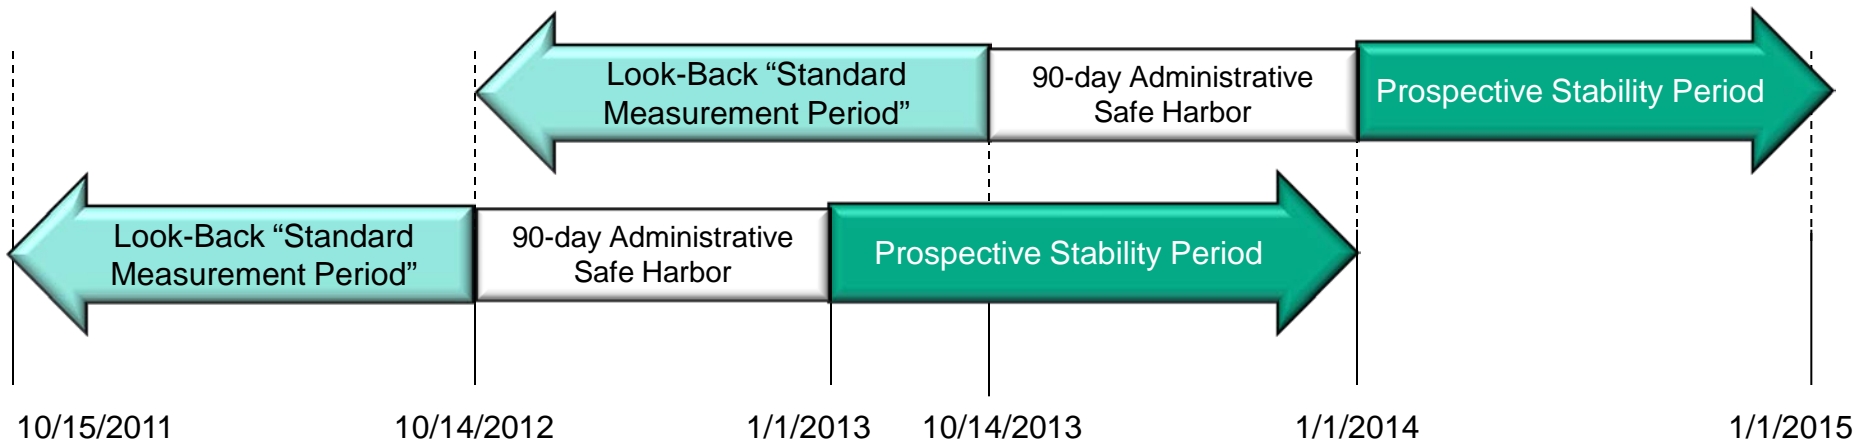 Look-Back “Standard
Measurement Period”
90-day Administrative
Safe Harbor
Prospective Stability Period
Look-Back “Standard
Measurement Period”
90-day Administrative
Safe Harbor
Prospective Stability Period
10/15/2011
10/14/2012
1/1/2013
10/14/2013
1/1/2014
1/1/2015